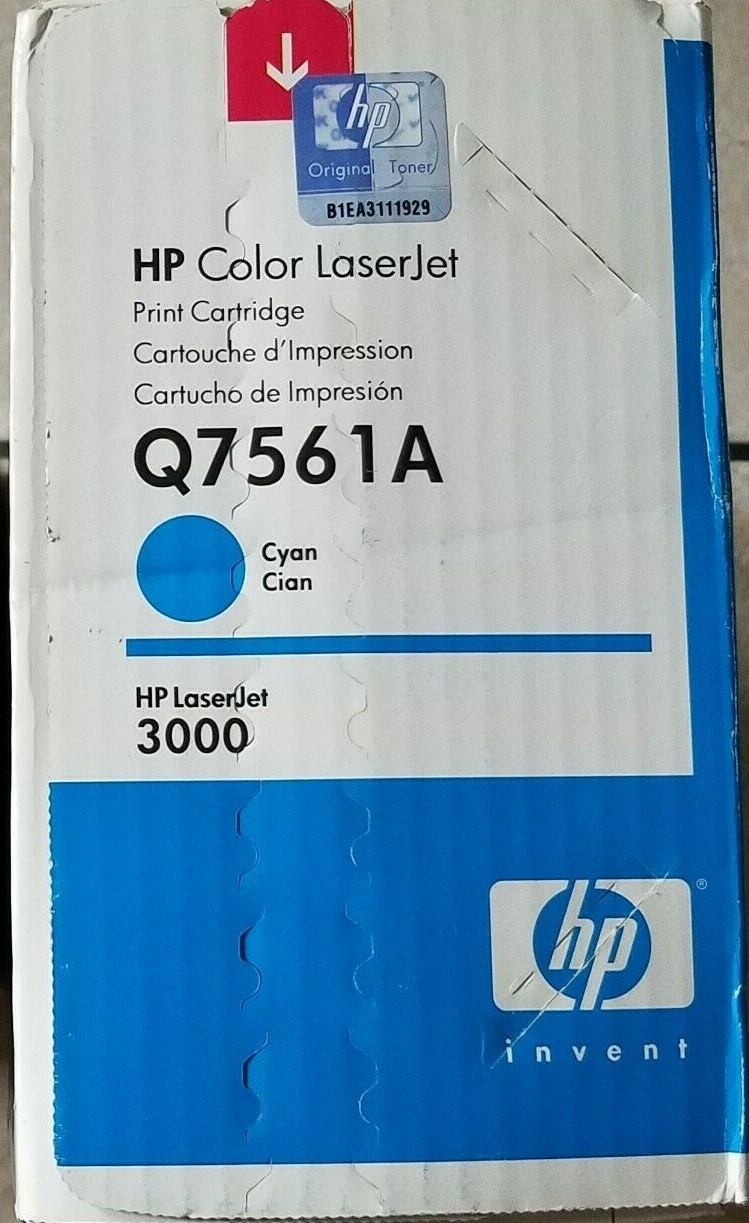 hp
Original Toner
B1EA3111929
HP Color LaserJet
Print Cartridge
Cartouche d'Impression
Cartucho de Impresión
Q7561A
Cyan
Cian
HP LaserJet
3000
hp®
invent